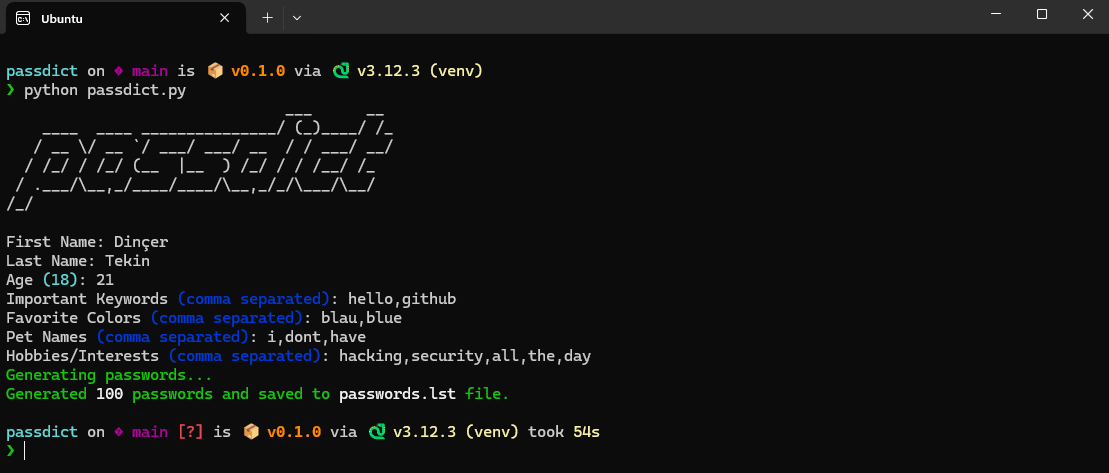 Ubuntu
passdict on main is v0.1.0 via v3.12.3 (venv)
❯ python passdict.py
                               ___      __
    ____  ____ _______________/ (_)____/ /_
   / __ \/ __ `/ ___/ ___/ __  / / ___/ __/
  / /_/ / /_/ (__  |__  ) /_/ / / /__/ /_
 / .___/\__,_/____/____/\__,_/_/\___/\__/
/_/
First Name: Dinçer
Last Name: Tekin
Age (18): 21
Important Keywords (comma separated): hello,github
Favorite Colors (comma separated): blau,blue
Pet Names (comma separated): i,dont,have
Hobbies/Interests (comma separated): hacking,security,all,the,day
Generating passwords...
Generated 100 passwords and saved to passwords.lst file.
passdict on main [?] is v0.1.0 via v3.12.3 (venv) took 54s
❯